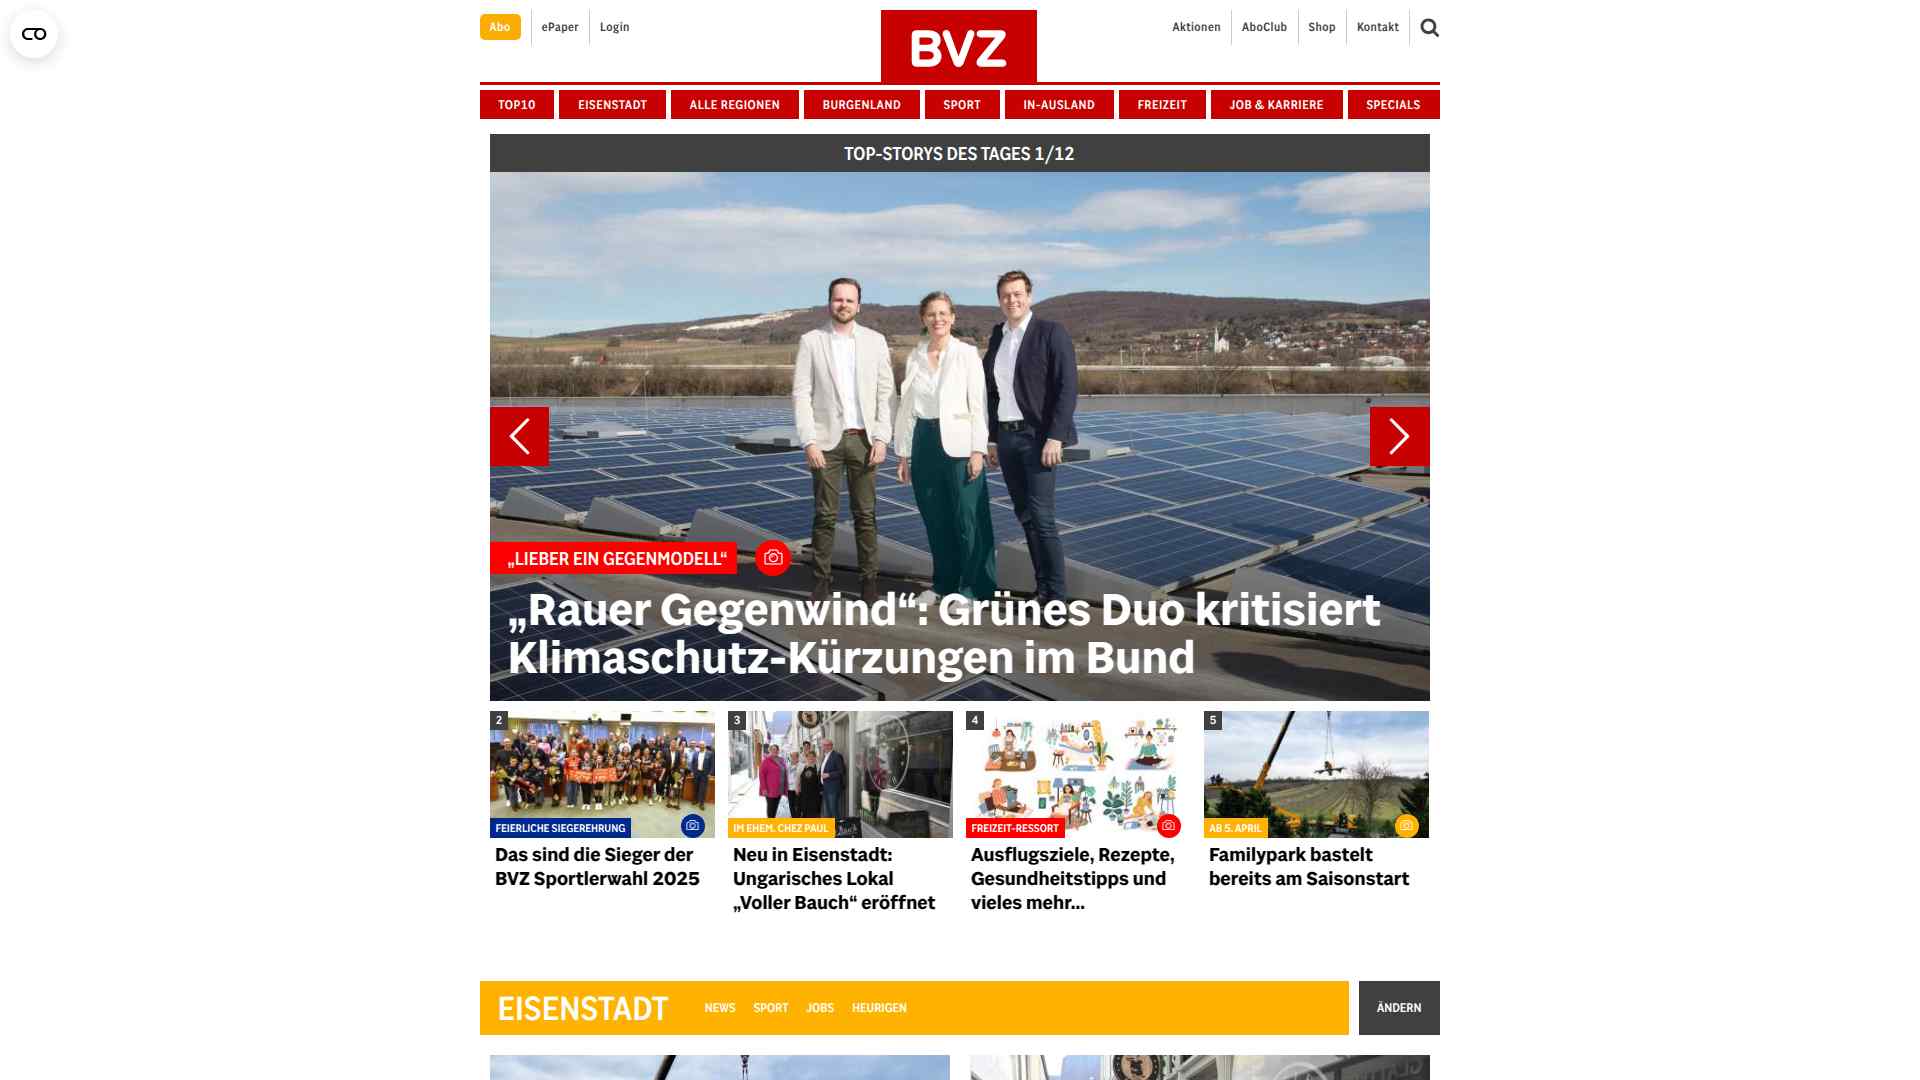 Abo
ePaper
Login
BVZ
Aktionen
AboClub
Shop
Kontakt
TOP10
EISENSTADT
ALLE REGIONEN
BURGENLAND
SPORT
IN-AUSLAND
FREIZEIT
JOB & KARRIERE
SPECIALS
TOP-STORYS DES TAGES 1/12
„LIEBER EIN GEGENMODELL“
„Rauer Gegenwind“: Grünes Duo kritisiert
Klimaschutz-Kürzungen im Bund
2
FEIERLICHE SIEGEREHRUNG
Das sind die Sieger der
BVZ Sportlerwahl 2025
3
IM EHEM. CHEZ PAUL
Neu in Eisenstadt:
Ungarisches Lokal
„Voller Bauch“ eröffnet
4
FREIZEIT-RESSORT
Ausflugsziele, Rezepte,
Gesundheitstipps und
vieles mehr...
5
AB 5. APRIL
Familypark bastelt
bereits am Saisonstart
EISENSTADT
NEWS
SPORT
JOBS
HEURIGEN
ÄNDERN